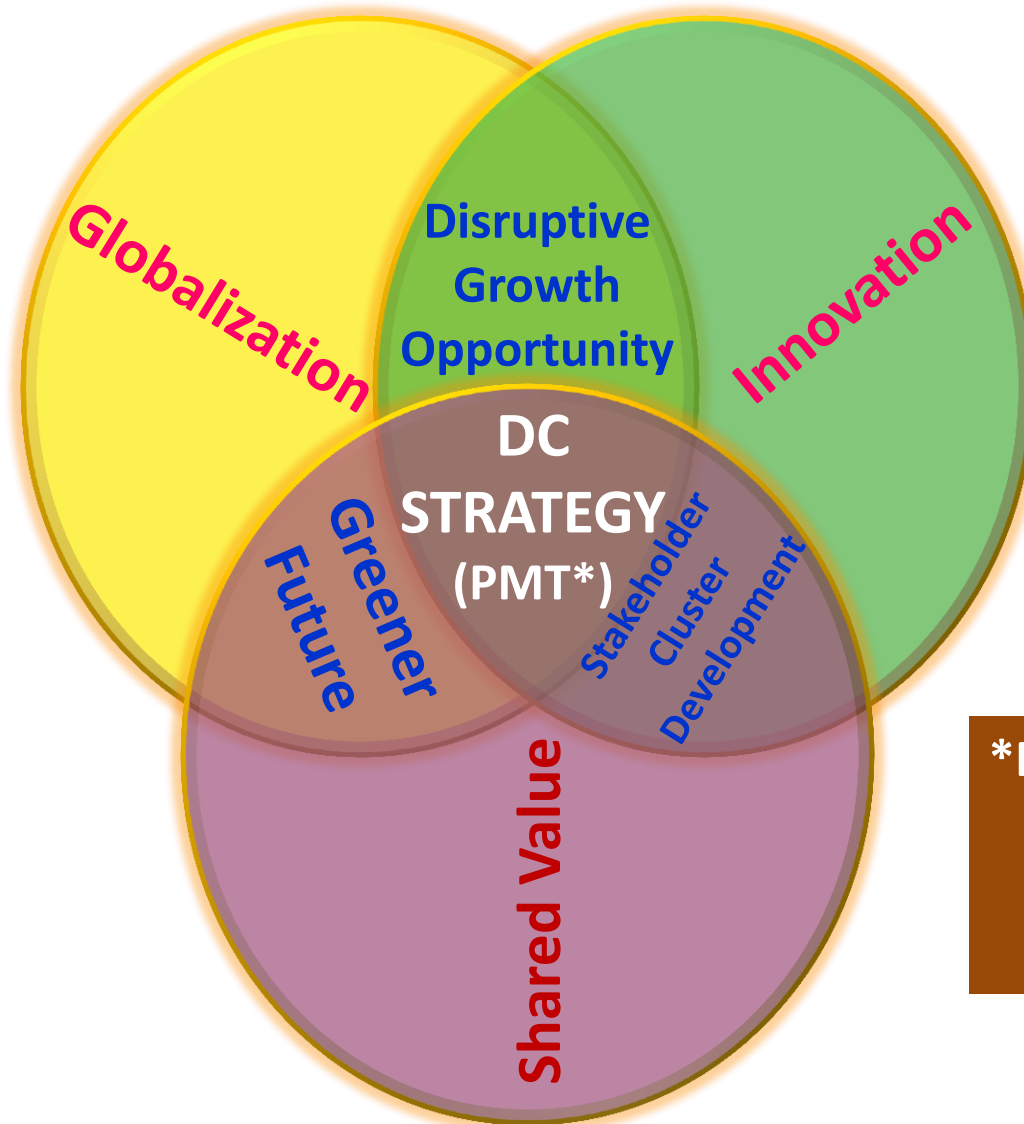 Globalization
Innovation
Disruptive
Growth
Opportunity
DC
STRATEGY
(PMT*)
Greener
Future
Stakeholder
Cluster
Development
Shared Value